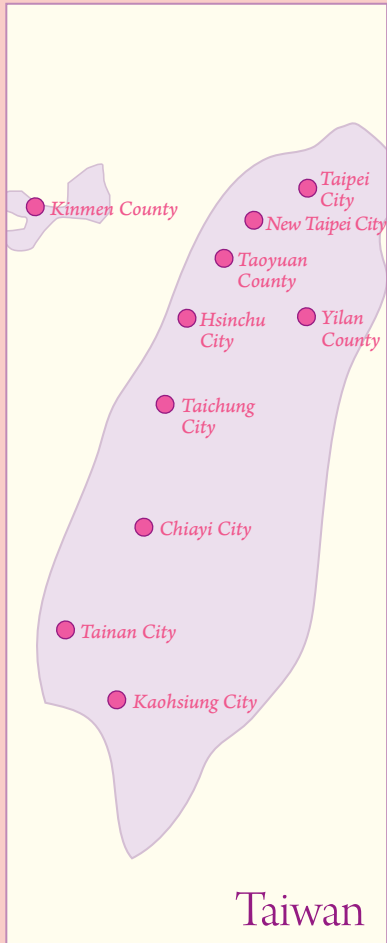 Taipei
City
Kinmen County
New Taipei City
Taoyuan
County
Hsinchu
City
Yilan
County
Taichung
City
Chiayi City
Tainan City
Kaohsiung City
Taiwan